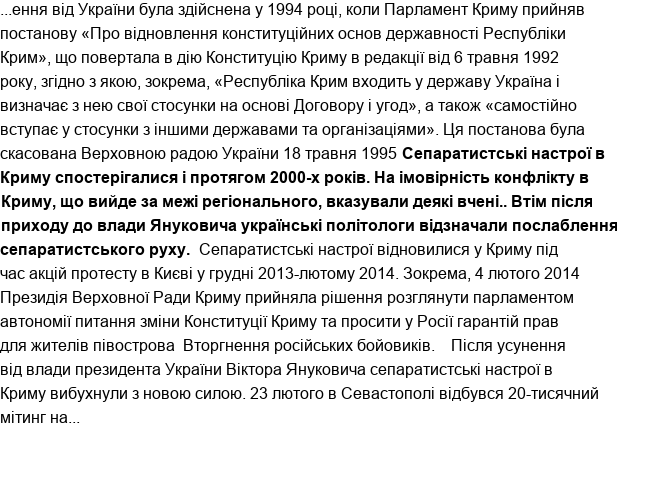 ...ення від України була здійснена у 1994 році, коли Парламент Криму прийняв
постанову «Про відновлення конституційних основ державності Республіки
Крим», що повертала в дію Конституцію Криму в редакції від 6 травня 1992
року, згідно з якою, зокрема, «Республіка Крим входить у державу Україна і
визначає з нею свої стосунки на основі Договору і угод», а також «самостійно
вступає у стосунки з іншими державами та організаціями». Ця постанова була
скасована Верховною радою України 18 травня 1995 Сепаратистські настрої в
Криму спостерігалися і протягом 2000-х років. На імовірність конфлікту в
Криму, що вийде за межі регіонального, вказували деякі вчені.. Втім після
приходу до влади Януковича українські політологи відзначали послаблення
сепаратистського руху.  Сепаратистські настрої відновилися у Криму під
час акцій протесту в Києві у грудні 2013-лютому 2014. Зокрема, 4 лютого 2014
Президія Верховної Ради Криму прийняла рішення розглянути парламентом
автономії питання зміни Конституції Криму та просити у Росії гарантій прав
для жителів півострова  Вторгнення російських бойовиків.    Після усунення
від влади президента України Віктора Януковича сепаратистські настрої в
Криму вибухнули з новою силою. 23 лютого в Севастополі відбувся 20-тисячний
мітинг на...